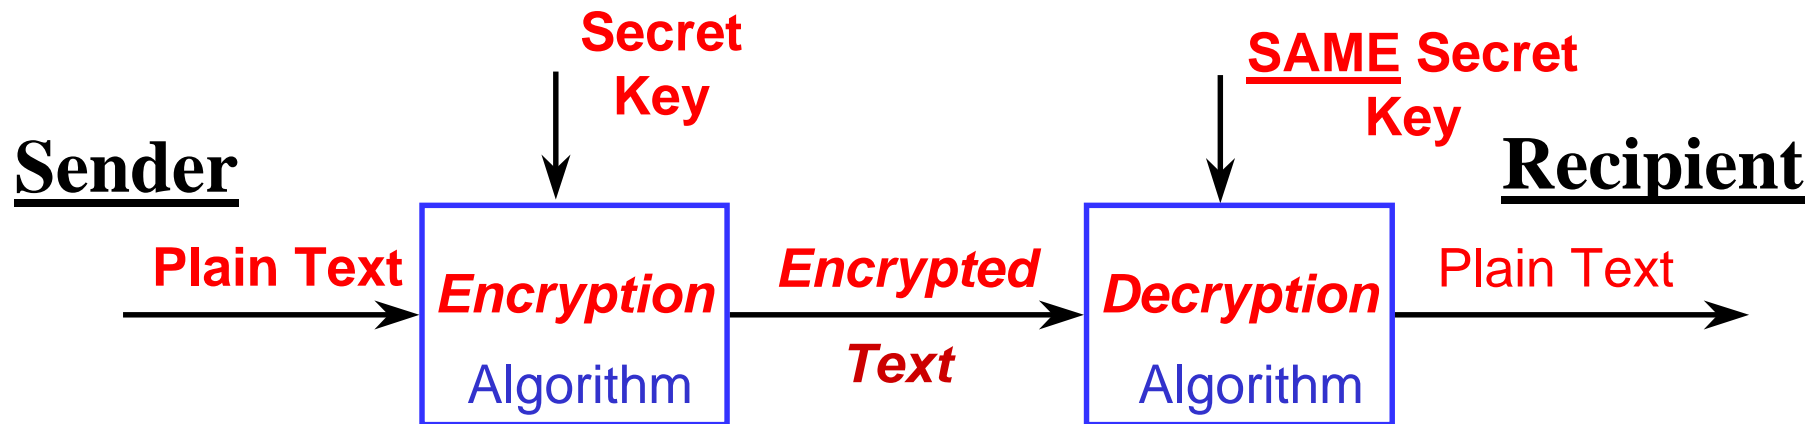 Secret
Key
SAME Secret
Key
Sender
Recipient
Plain Text
Encryption
Algorithm
Encrypted
Text
Decryption
Algorithm
Plain Text